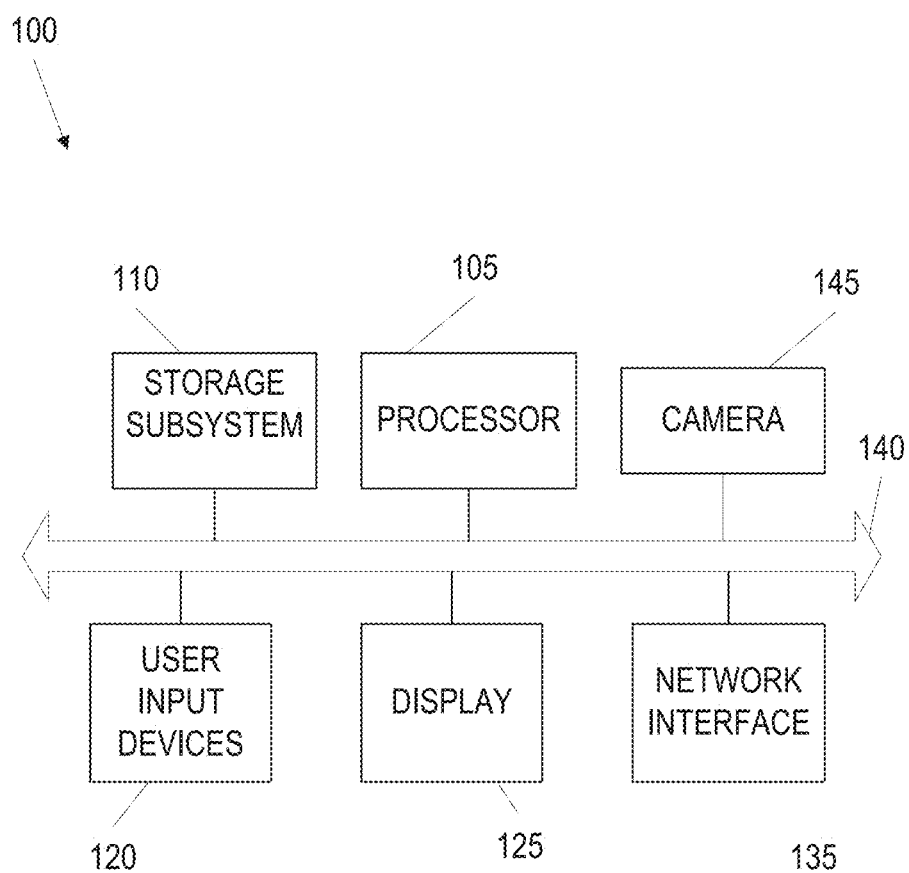 100
110
105
145
STORAGE
SUBSYSTEM
PROCESSOR
CAMERA
140
USER
INPUT
DEVICES
DISPLAY
NETWORK
INTERFACE
120
125
135